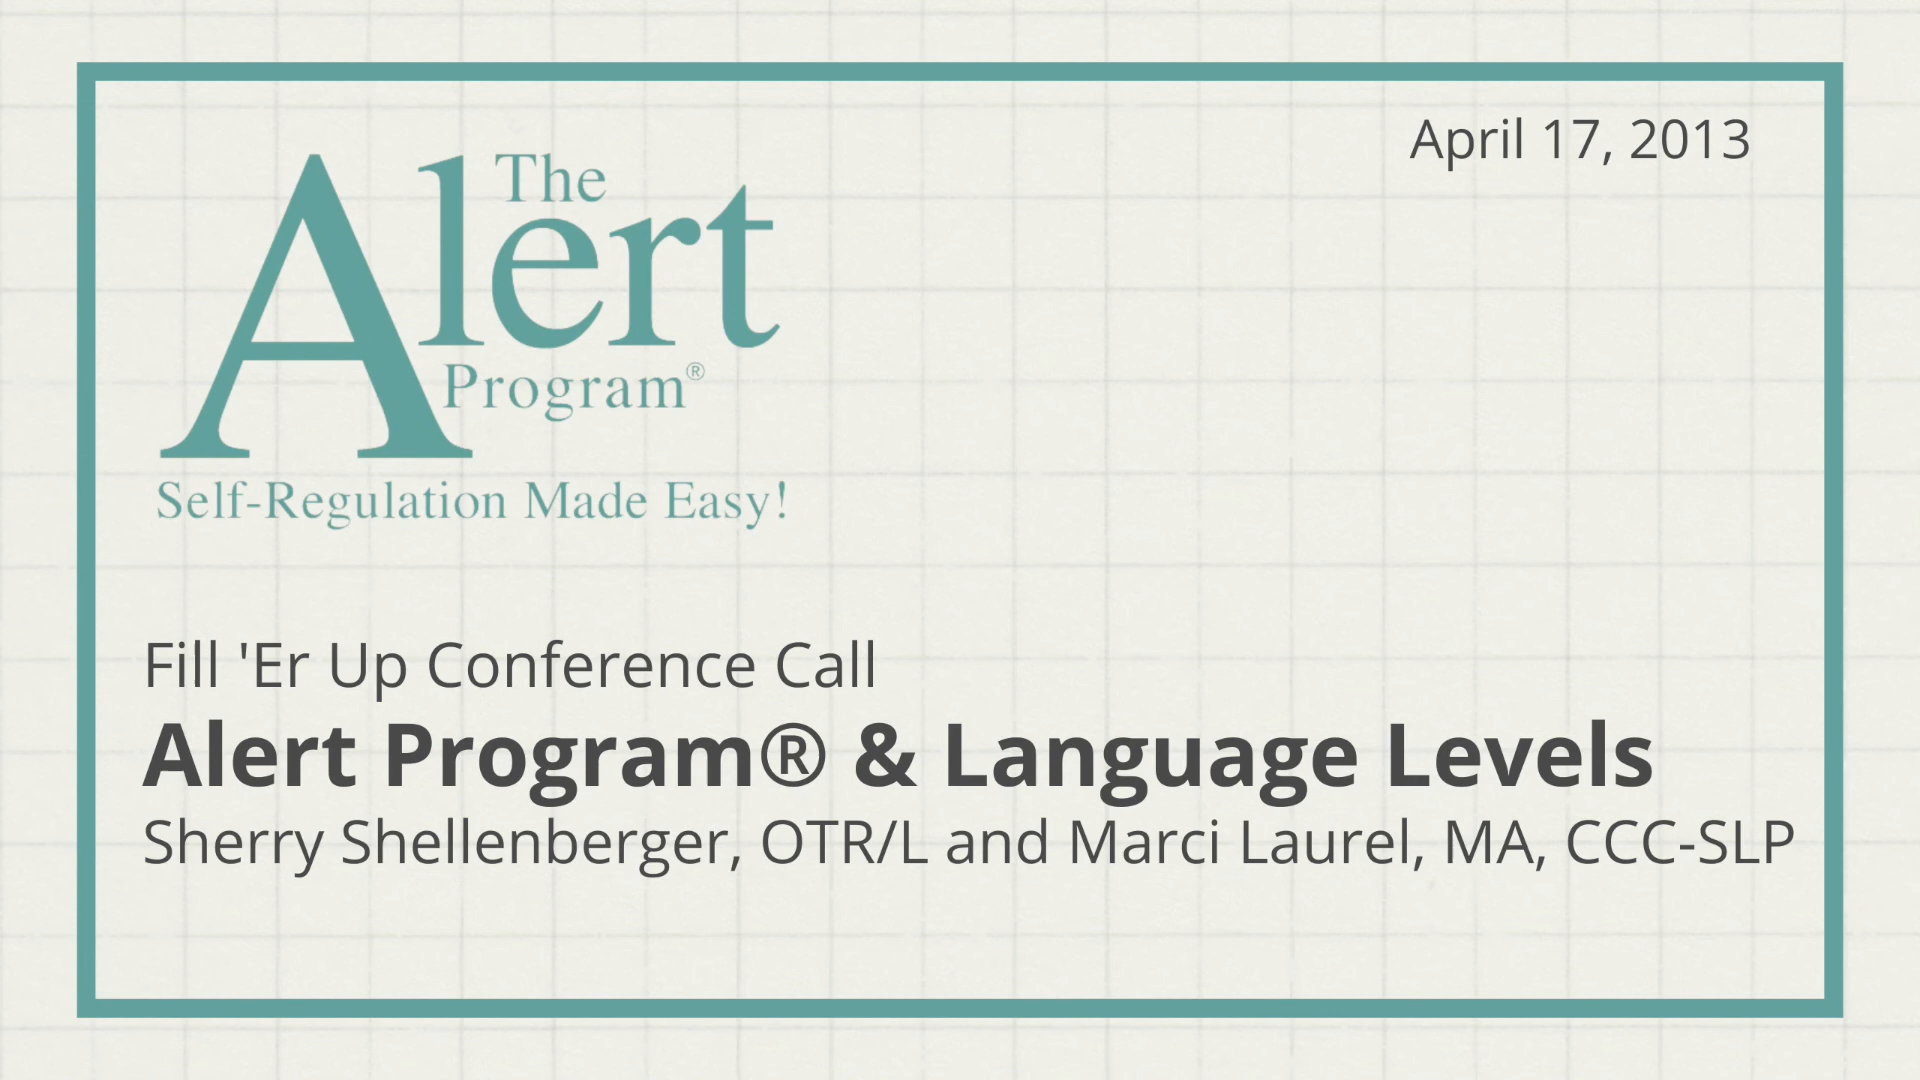 April 17, 2013
The
Alert
Program®
Self-Regulation Made Easy!
Fill 'Er Up Conference Call
Alert Program® & Language Levels
Sherry Shellenberger, OTR/L and Marci Laurel, MA, CCC-SLP